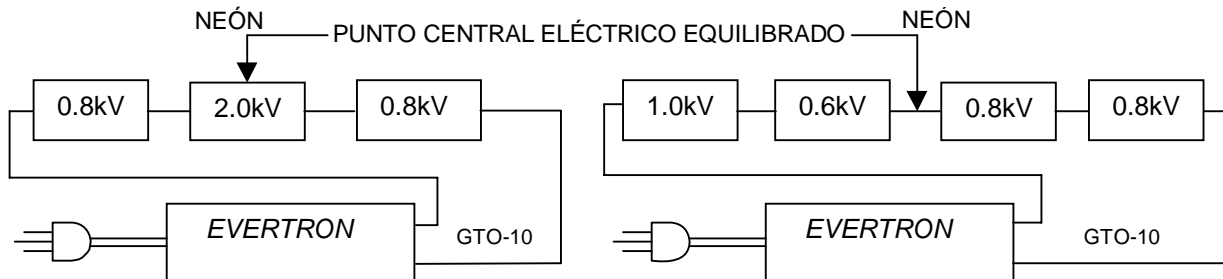 NEÓN NEÓN
PUNTO CENTRAL ELÉCTRICO EQUILIBRADO
0.8kV 2.0kV 0.8kV 1.0kV 0.6kV 0.8kV 0.8kV
EVERTRON GTO-10 EVERTRON GTO-10